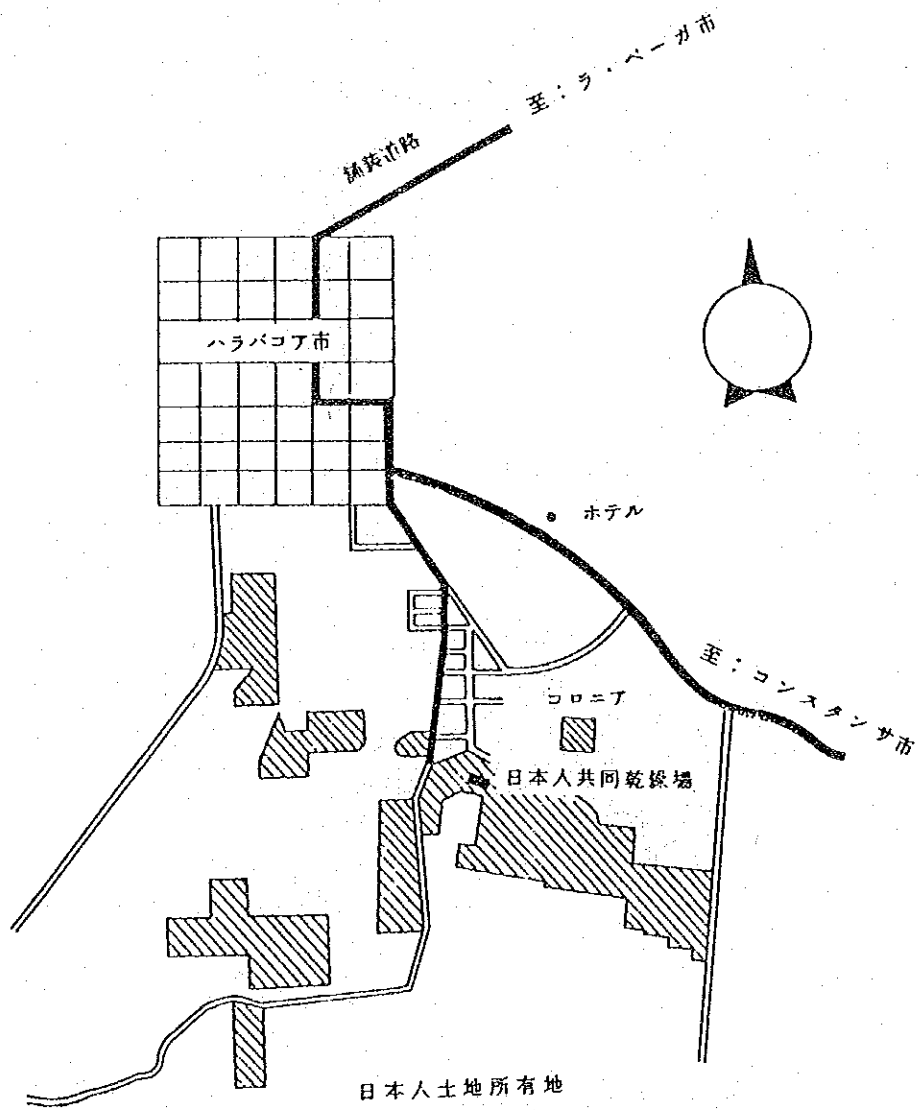 至：ラ・ベーガ市
舗装道路
ハラバコア市
ホテル
至：コンスタンサ市
コロニア
日本人共同乾燥場
日本人土地所有地